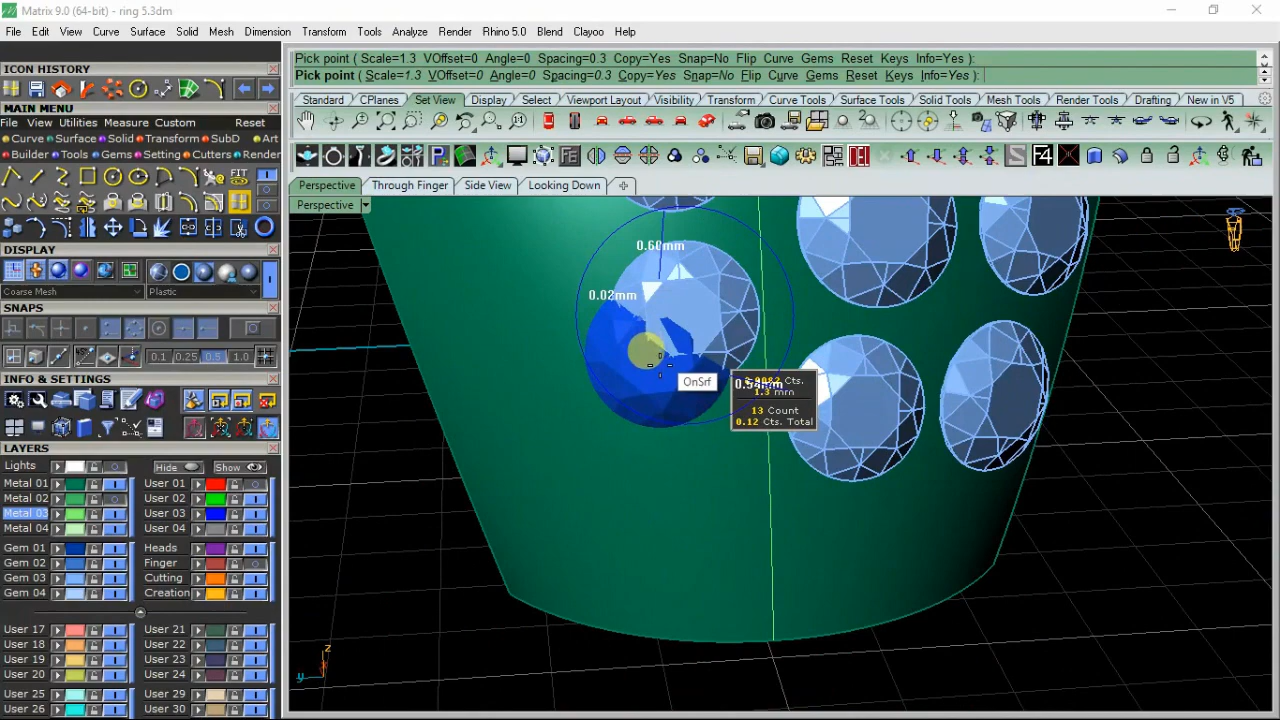 Matrix 9.0 (64-bit) - ring 5.3dm
File Edit View Curve Surface Solid Mesh Dimension Transform Tools Analyze Render Rhino 5.0 Blend Clayoo Help
ICON HISTORY
MAIN MENU
File View Utilities Measure Custom Reset
Curve Surface Solid Transform SubD Art
Builder Tools Gems Setting Cutters Render
FIT
DISPLAY
Coarse Mesh Plastic
SNAPS
0.1 0.25 0.5 1.0
INFO & SETTINGS
LAYERS
Lights Hide Show
Metal 01 User 01
Metal 02 User 02
Metal 03 User 03
Metal 04 User 04
Gem 01 Heads
Gem 02 Finger
Gem 03 Cutting
Gem 04 Creation
User 17 User 21
User 18 User 22
User 19 User 23
User 20 User 24
User 25 User 29
User 26 User 30
Pick point ( Scale=1.3 VOffset=0 Angle=0 Spacing=0.3 Copy=Yes Snap=No Flip Curve Gems Reset Keys Info=Yes ):
Pick point ( Scale=1.3 VOffset=0 Angle=0 Spacing=0.3 Copy=Yes Snap=No Flip Curve Gems Reset Keys Info=Yes ):
Standard CPlanes Set View Display Select Viewport Layout Visibility Transform Curve Tools Surface Tools Solid Tools Mesh Tools Render Tools Drafting New in V5
1:1
P FE S F4
Perspective Through Finger Side View Looking Down
Perspective
0.60mm
0.02mm
OnSrf
1.3 mm
13 Count
0.12 Cts. Total
z
y